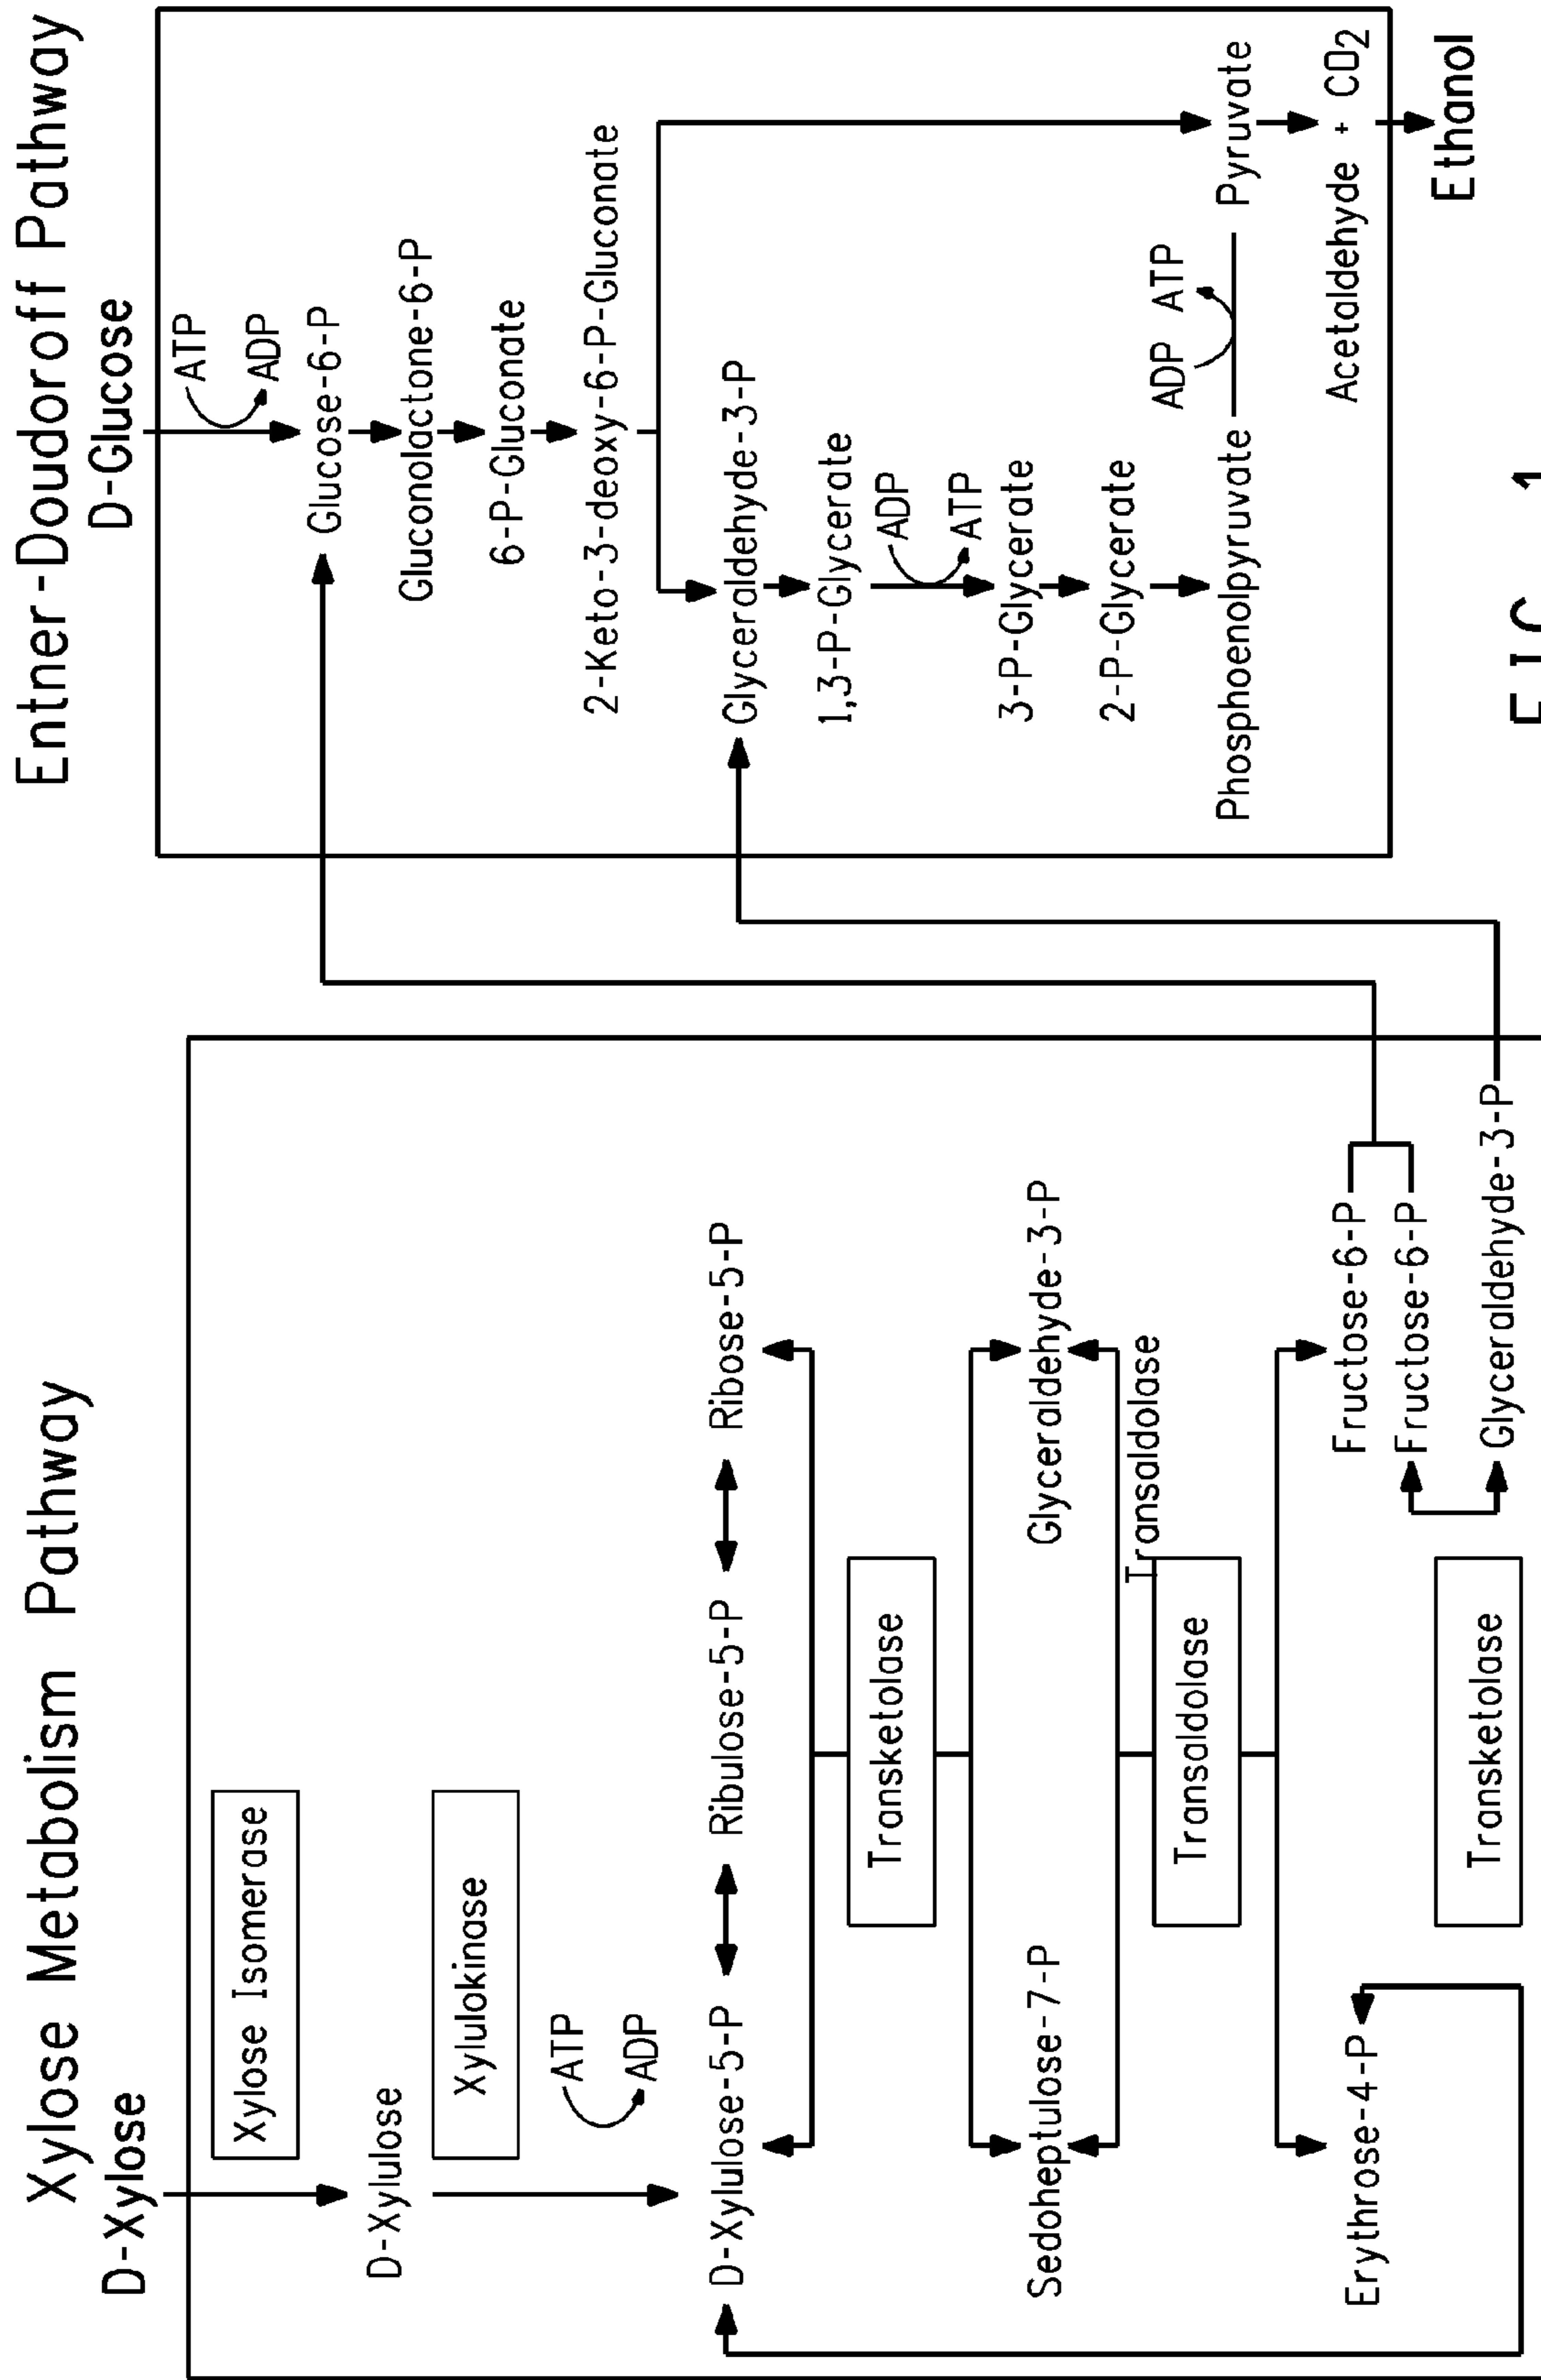 Xylose Metabolism Pathway
D-Xylose
Xylose Isomerase
D-Xylulose
Xylulokinase
ATP
ADP
D-Xylulose-5-P
Ribulose-5-P
Ribose-5-P
Transketolase
Sedoheptulose-7-P
Glyceraldehyde-3-P
Transaldolase
Transaldolase
Erythrose-4-P
Fructose-6-P
Fructose-6-P
Transketolase
Glyceraldehyde-3-P
Entner-Doudoroff Pathway
D-Glucose
ATP
ADP
Glucose-6-P
Gluconolactone-6-P
6-P-Gluconate
2-Keto-3-deoxy-6-P-Gluconate
Glyceraldehyde-3-P
1,3-P-Glycerate
ADP
ATP
3-P-Glycerate
2-P-Glycerate
ADP ATP
Phosphoenolpyruvate
Pyruvate
Acetaldehyde + CO2
Ethanol